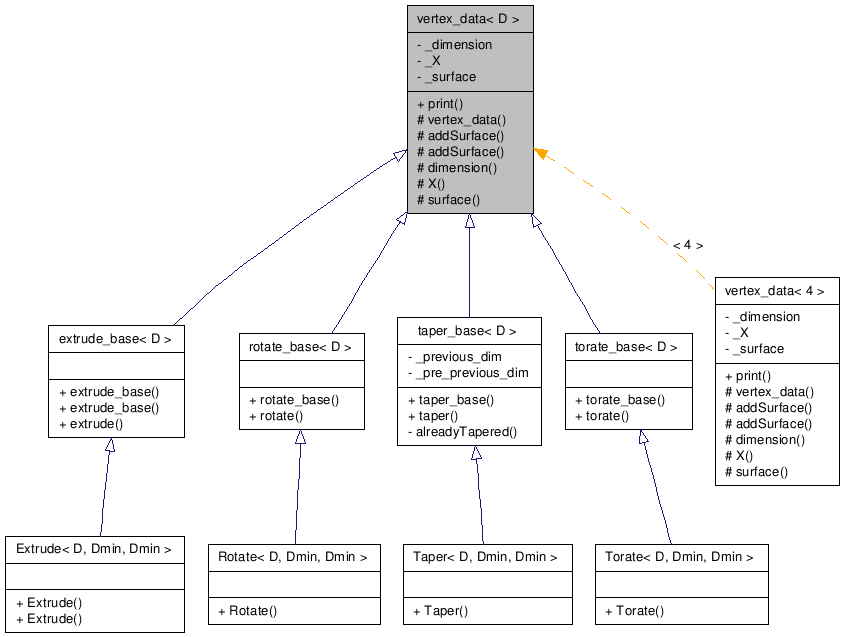 vertex_data< D >
- _dimension
- _X
- _surface
+ print()
# vertex_data()
# addSurface()
# addSurface()
# dimension()
# X()
# surface()
< 4 >
vertex_data< 4 >
- _dimension
- _X
- _surface
+ print()
# vertex_data()
# addSurface()
# addSurface()
# dimension()
# X()
# surface()
extrude_base< D >
+ extrude_base()
+ extrude_base()
+ extrude()
rotate_base< D >
+ rotate_base()
+ rotate()
taper_base< D >
- _previous_dim
- _pre_previous_dim
+ taper_base()
+ taper()
- alreadyTapered()
torate_base< D >
+ torate_base()
+ torate()
Extrude< D, Dmin, Dmin >
+ Extrude()
+ Extrude()
Rotate< D, Dmin, Dmin >
+ Rotate()
Taper< D, Dmin, Dmin >
+ Taper()
Torate< D, Dmin, Dmin >
+ Torate()